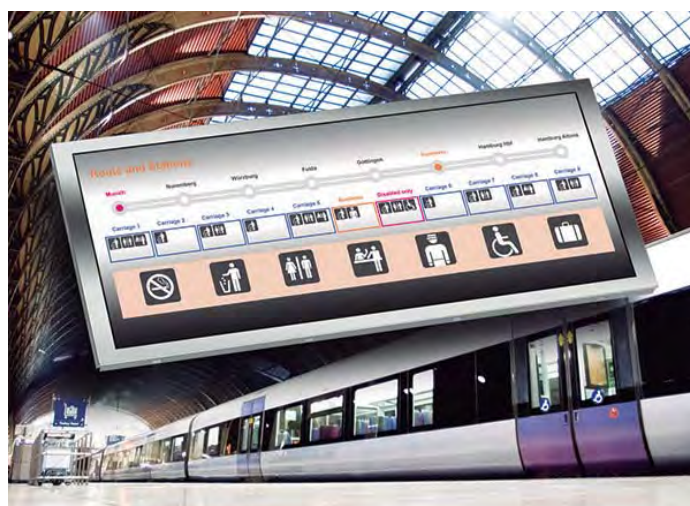 Route and Stations
Munich
Nuremberg
Würzburg
Fulda
Göttingen
Hamburg Hbf
Hamburg Altona
Carriage 1
Carriage 2
Carriage 3
Carriage 4
Carriage 5
Business
Disabled only
Carriage 6
Carriage 7
Carriage 8
Carriage 9